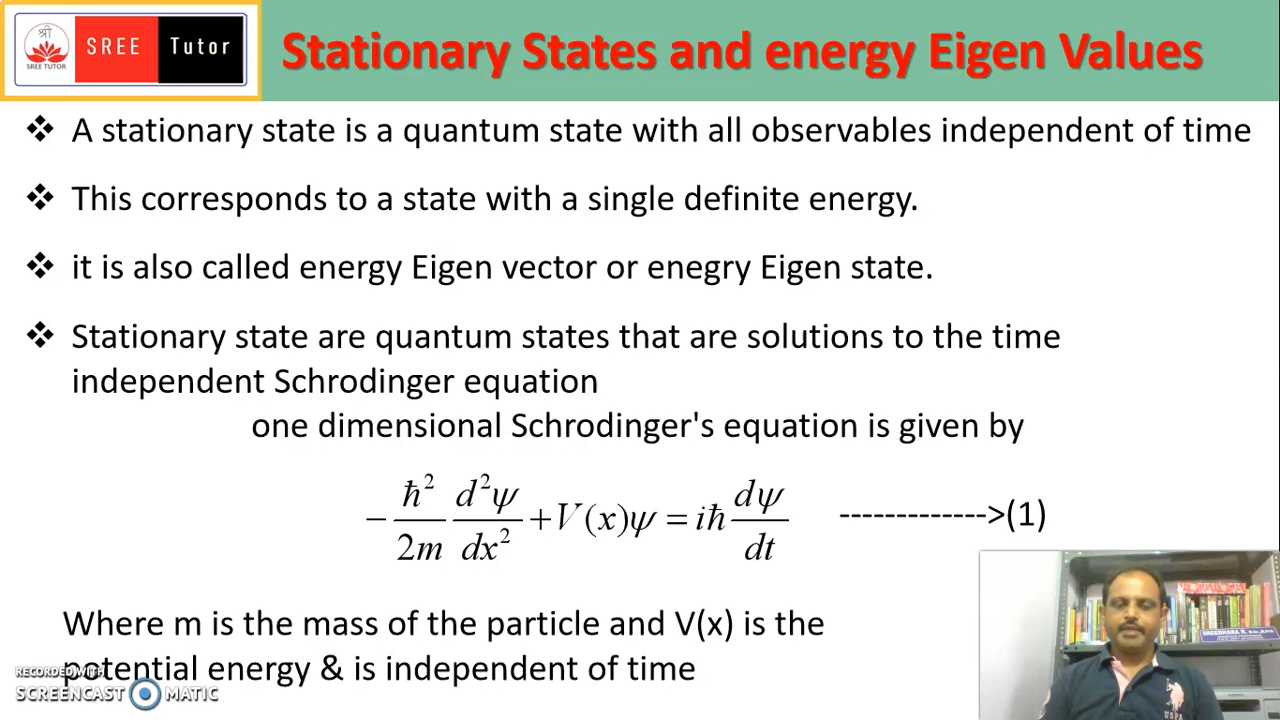 श्री
SREE TUTOR
SREE Tutor
Stationary States and energy Eigen Values
❖ A stationary state is a quantum state with all observables independent of time
❖ This corresponds to a state with a single definite energy.
❖ it is also called energy Eigen vector or enegry Eigen state.
❖ Stationary state are quantum states that are solutions to the time
independent Schrodinger equation
one dimensional Schrodinger's equation is given by
-ħ²/2m d²ψ/dx² + V(x)ψ = iħ dψ/dt ------------->(1)
Where m is the mass of the particle and V(x) is the
potential energy & is independent of time
RECORDED WITH
SCREENCAST MATIC